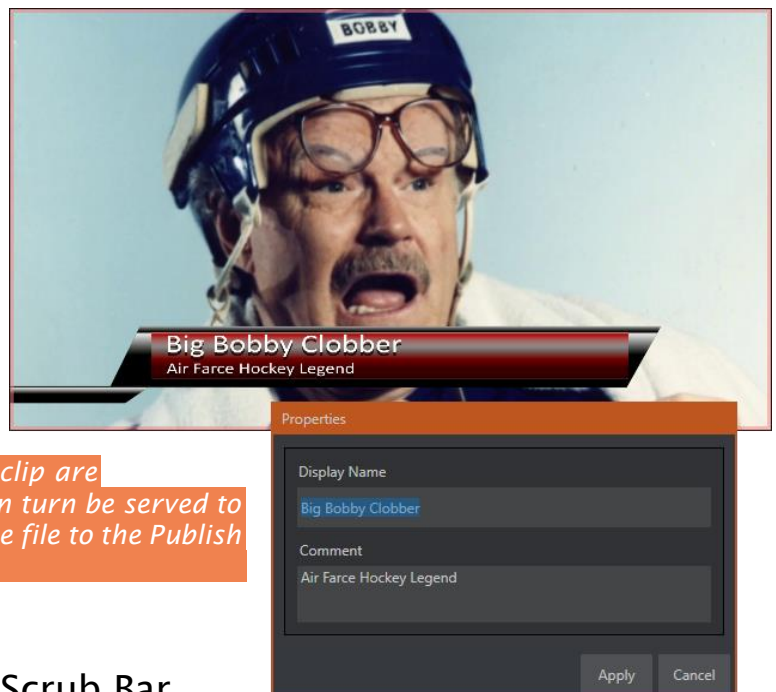 BOBBY
Big Bobby Clobber
Air Farce Hockey Legend
Properties
Display Name
Big Bobby Clobber
Comment
Air Farce Hockey Legend
Apply Cancel
clip are
n turn be served to
e file to the Publish
Scrub Bar